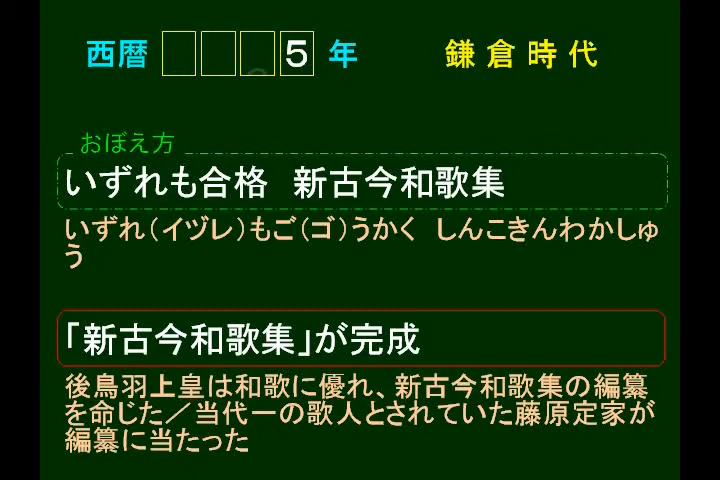 西暦 5 年 鎌倉時代
おぼえ方
いずれも合格 新古今和歌集
いずれ(イヅレ)もご(ゴ)うかく しんこきんわかしゅ
う
「新古今和歌集」が完成
後鳥羽上皇は和歌に優れ、新古今和歌集の編纂
を命じた／当代一の歌人とされていた藤原定家が
編纂に当たった